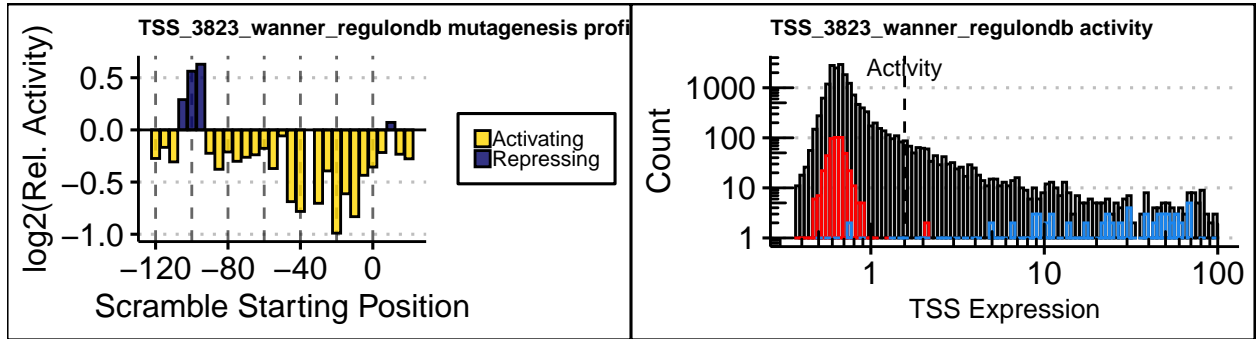 TSS_3823_wanner_regulondb mutagenesis profi
log2(Rel. Activity)
0.5
0.0
−0.5
−1.0
−120 −80 −40 0
Scramble Starting Position
Activating
Repressing
TSS_3823_wanner_regulondb activity
Activity
Count
1000
100
10
1
1 10 100
TSS Expression